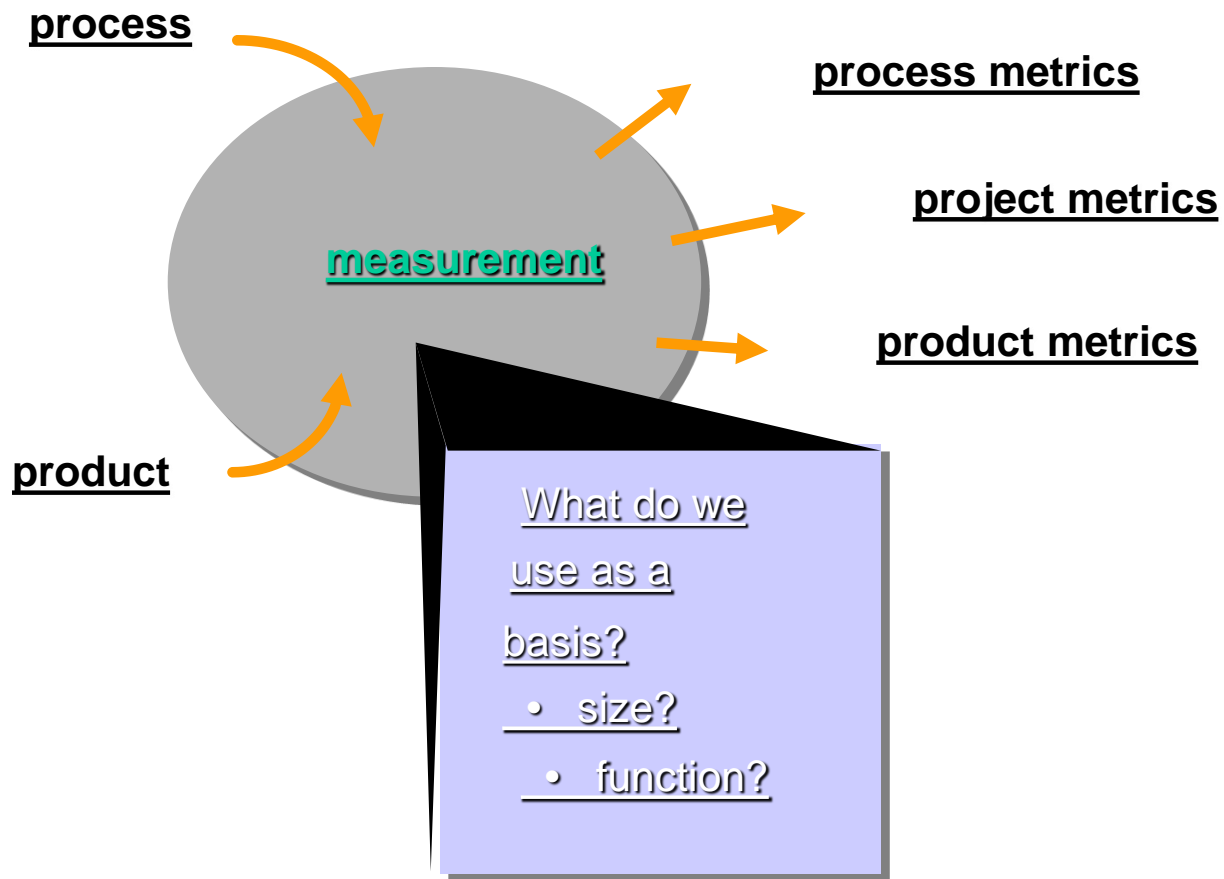 process
process metrics
project metrics
measurement
product metrics
product
What do we
use as a
basis?
• size?
• function?